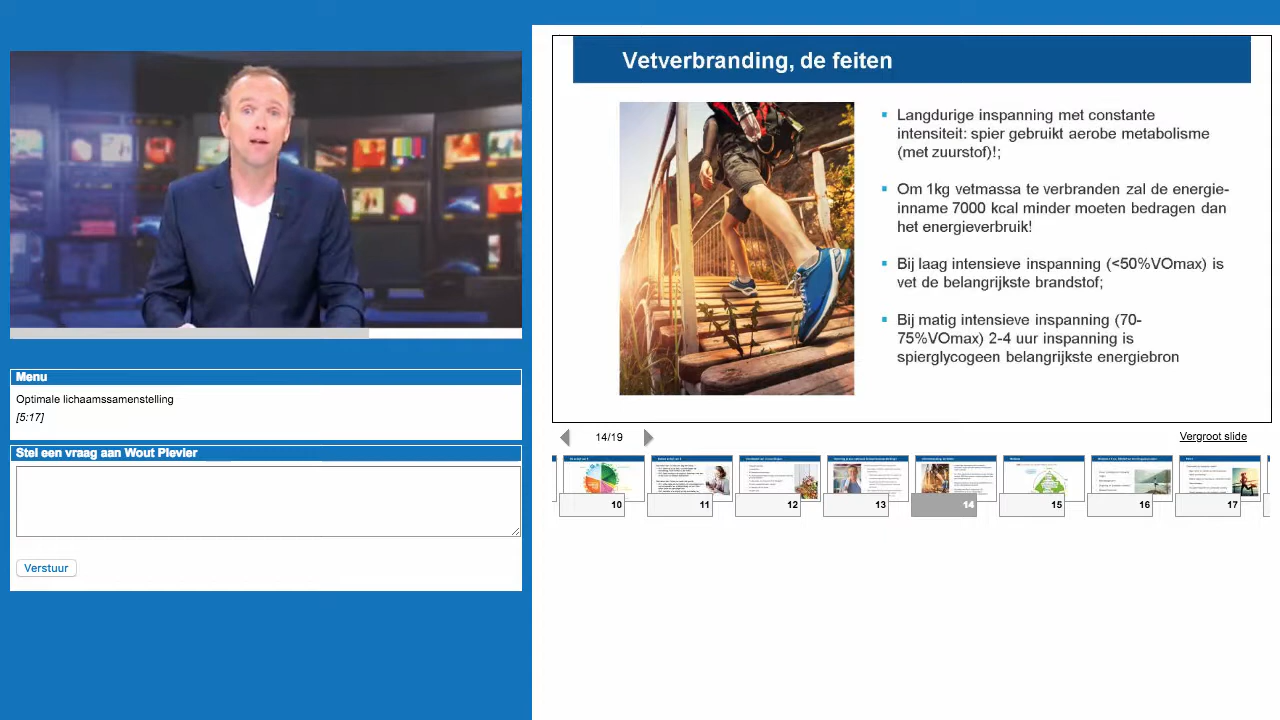 Vetverbranding, de feiten
Langdurige inspanning met constante
intensiteit: spier gebruikt aerobe metabolisme
(met zuurstof)!;
Om 1kg vetmassa te verbranden zal de energie-
inname 7000 kcal minder moeten bedragen dan
het energieverbruik!
Bij laag intensieve inspanning (<50%VOmax) is
vet de belangrijkste brandstof;
Bij matig intensieve inspanning (70-
75%VOmax) 2-4 uur inspanning is
spierglycogeen belangrijkste energiebron
Menu
Optimale lichaamssamenstelling
[5:17]
Stel een vraag aan Wout Plevier
Verstuur
14/19
Vergroot slide
10
11
12
13
14
15
16
17